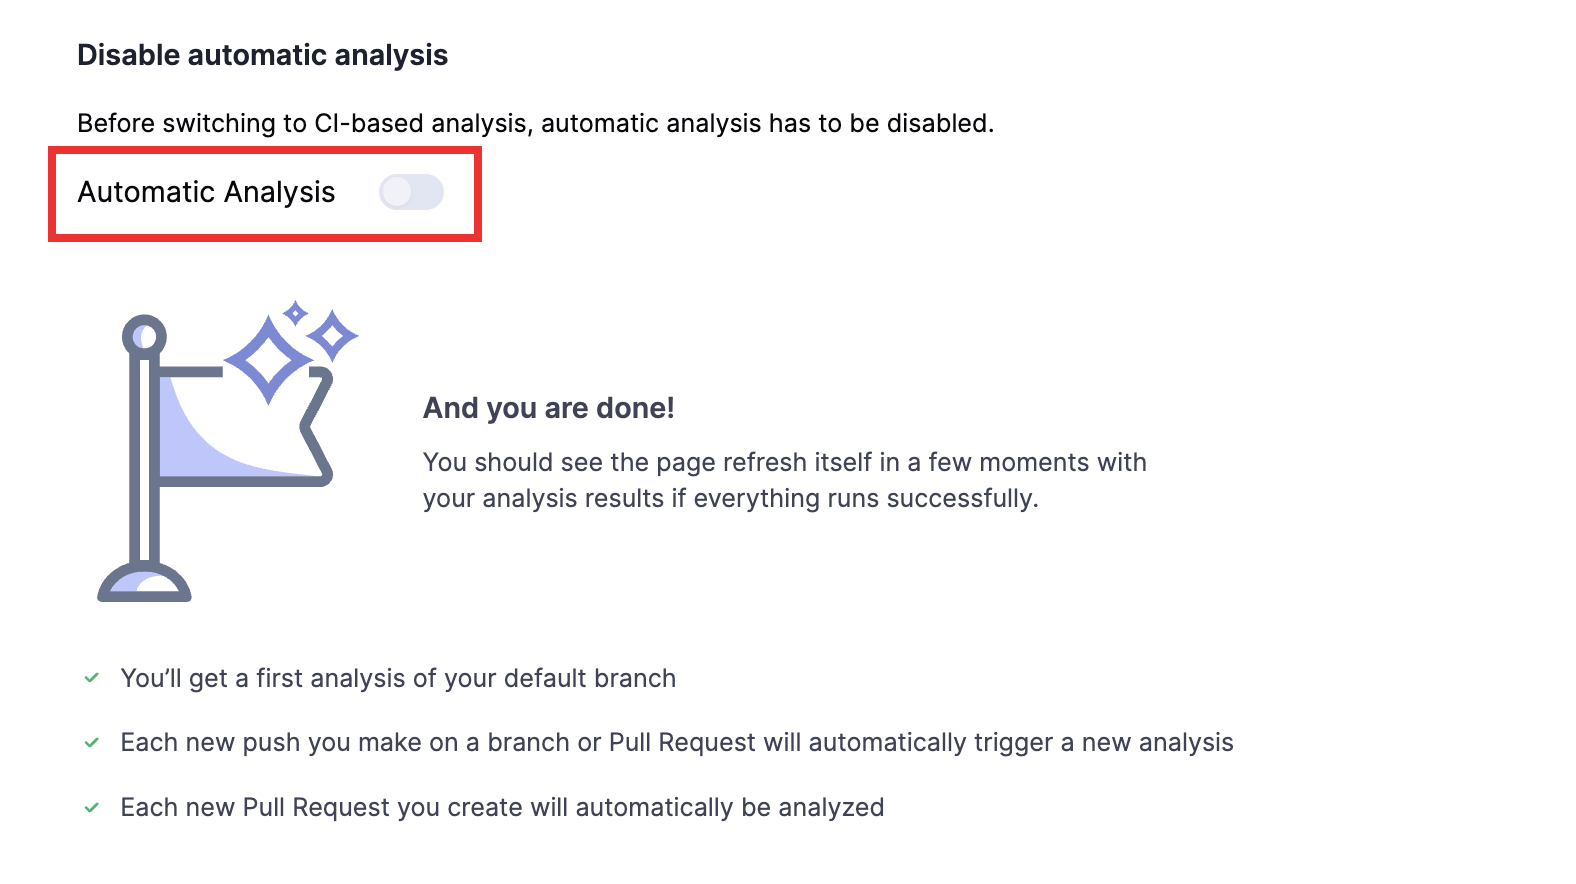 Disable automatic analysis
Before switching to CI-based analysis, automatic analysis has to be disabled.
Automatic Analysis
And you are done!
You should see the page refresh itself in a few moments with
your analysis results if everything runs successfully.
You’ll get a first analysis of your default branch
Each new push you make on a branch or Pull Request will automatically trigger a new analysis
Each new Pull Request you create will automatically be analyzed